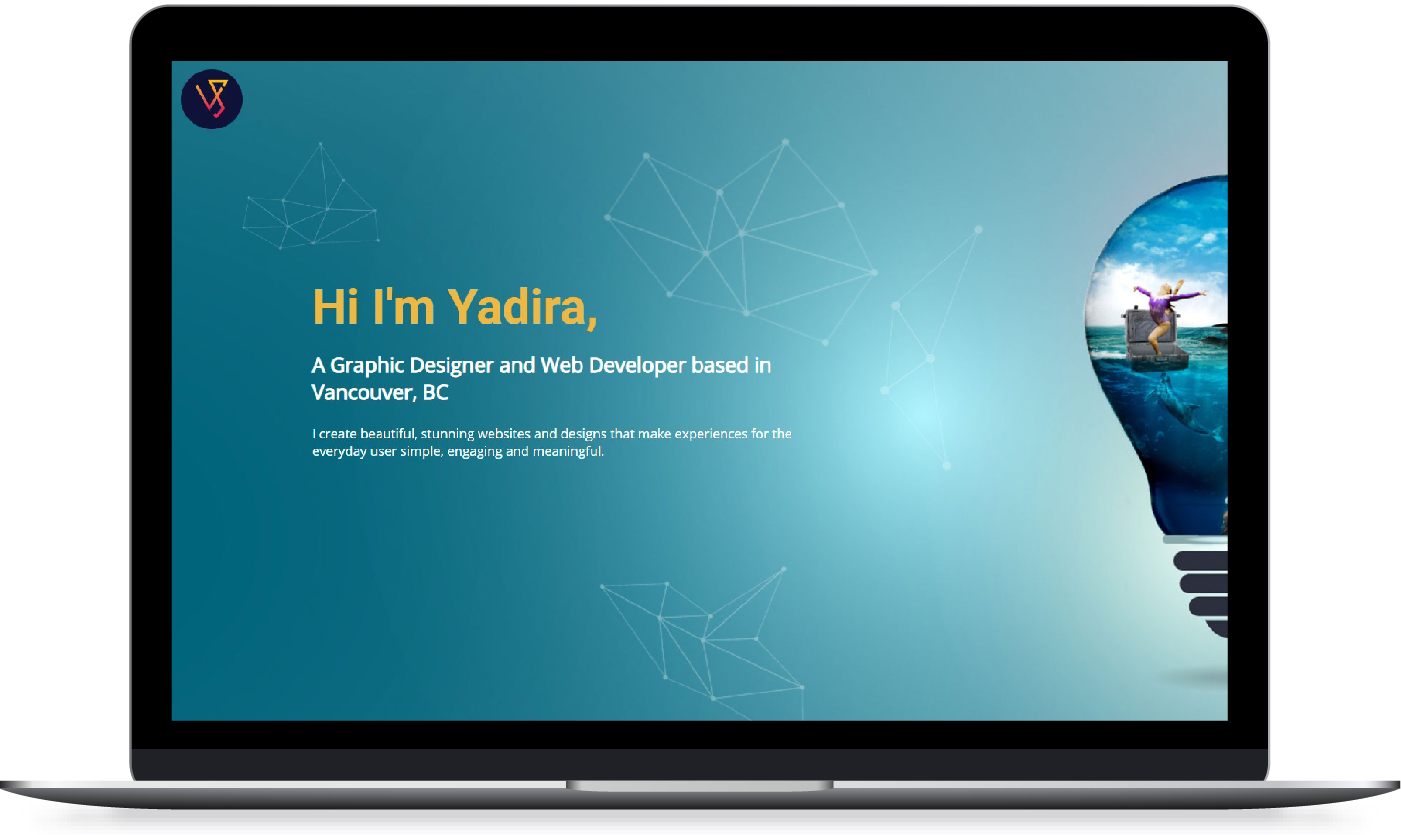 Hi I'm Yadira,
A Graphic Designer and Web Developer based in
Vancouver, BC
I create beautiful, stunning websites and designs that make experiences for the
everyday user simple, engaging and meaningful.